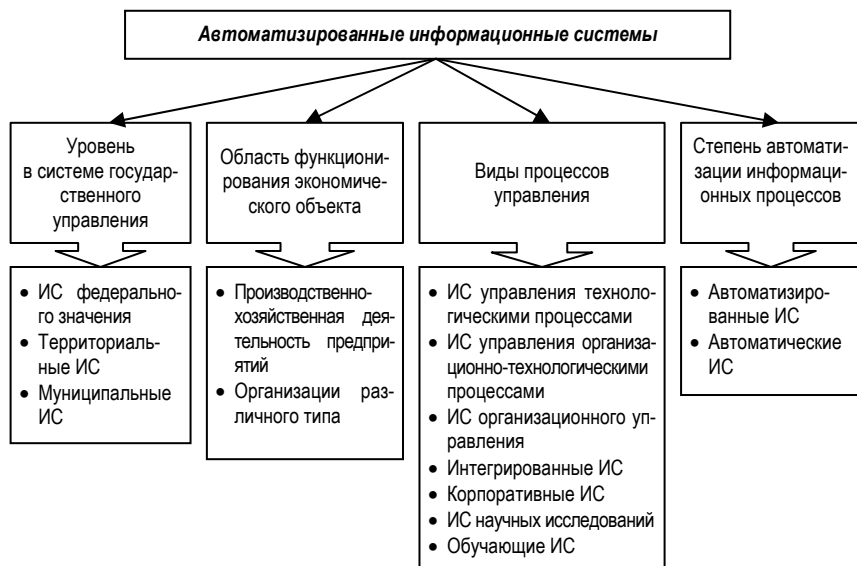 Автоматизированные информационные системы
Уровень
в системе государ-
ственного
управления
Область функциони-
рования экономиче-
ского объекта
Виды процессов
управления
Степень автомати-
зации информаци-
онных процессов
• ИС федерально-
го значения
• Территориаль-
ные ИС
• Муниципальные
ИС
• Производственно-
хозяйственная дея-
тельность предпри-
ятий
• Организации раз-
личного типа
• ИС управления техноло-
гическими процессами
• ИС управления организа-
ционно-технологическими
процессами
• ИС организационного уп-
равления
• Интегрированные ИС
• Корпоративные ИС
• ИС научных исследований
• Обучающие ИС
• Автоматизиро-
ванные ИС
• Автоматические
ИС